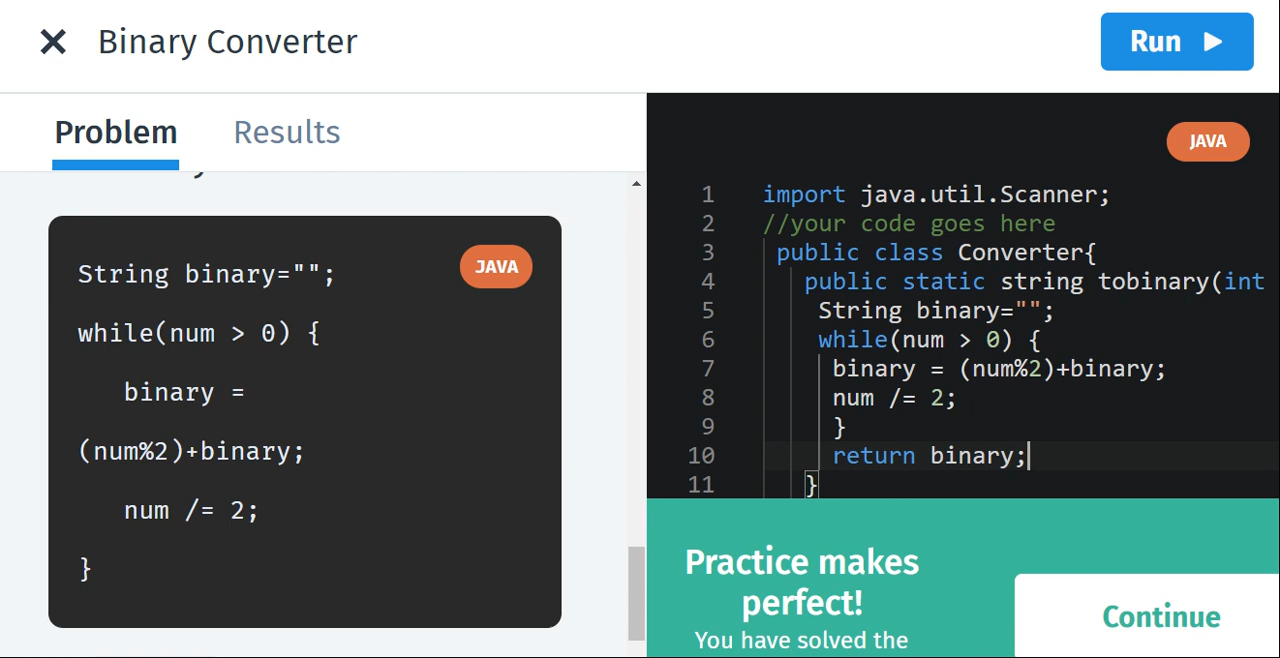 Binary Converter
Run
Problem
Results
JAVA
String binary="";
while(num > 0) {
binary =
(num%2)+binary;
num /= 2;
}
JAVA
1 import java.util.Scanner;
2 //your code goes here
3 public class Converter{
4 public static string tobinary(int
5 String binary="";
6 while(num > 0) {
7 binary = (num%2)+binary;
8 num /= 2;
9 }
10 return binary;
11 }
Practice makes
perfect!
You have solved the
Continue